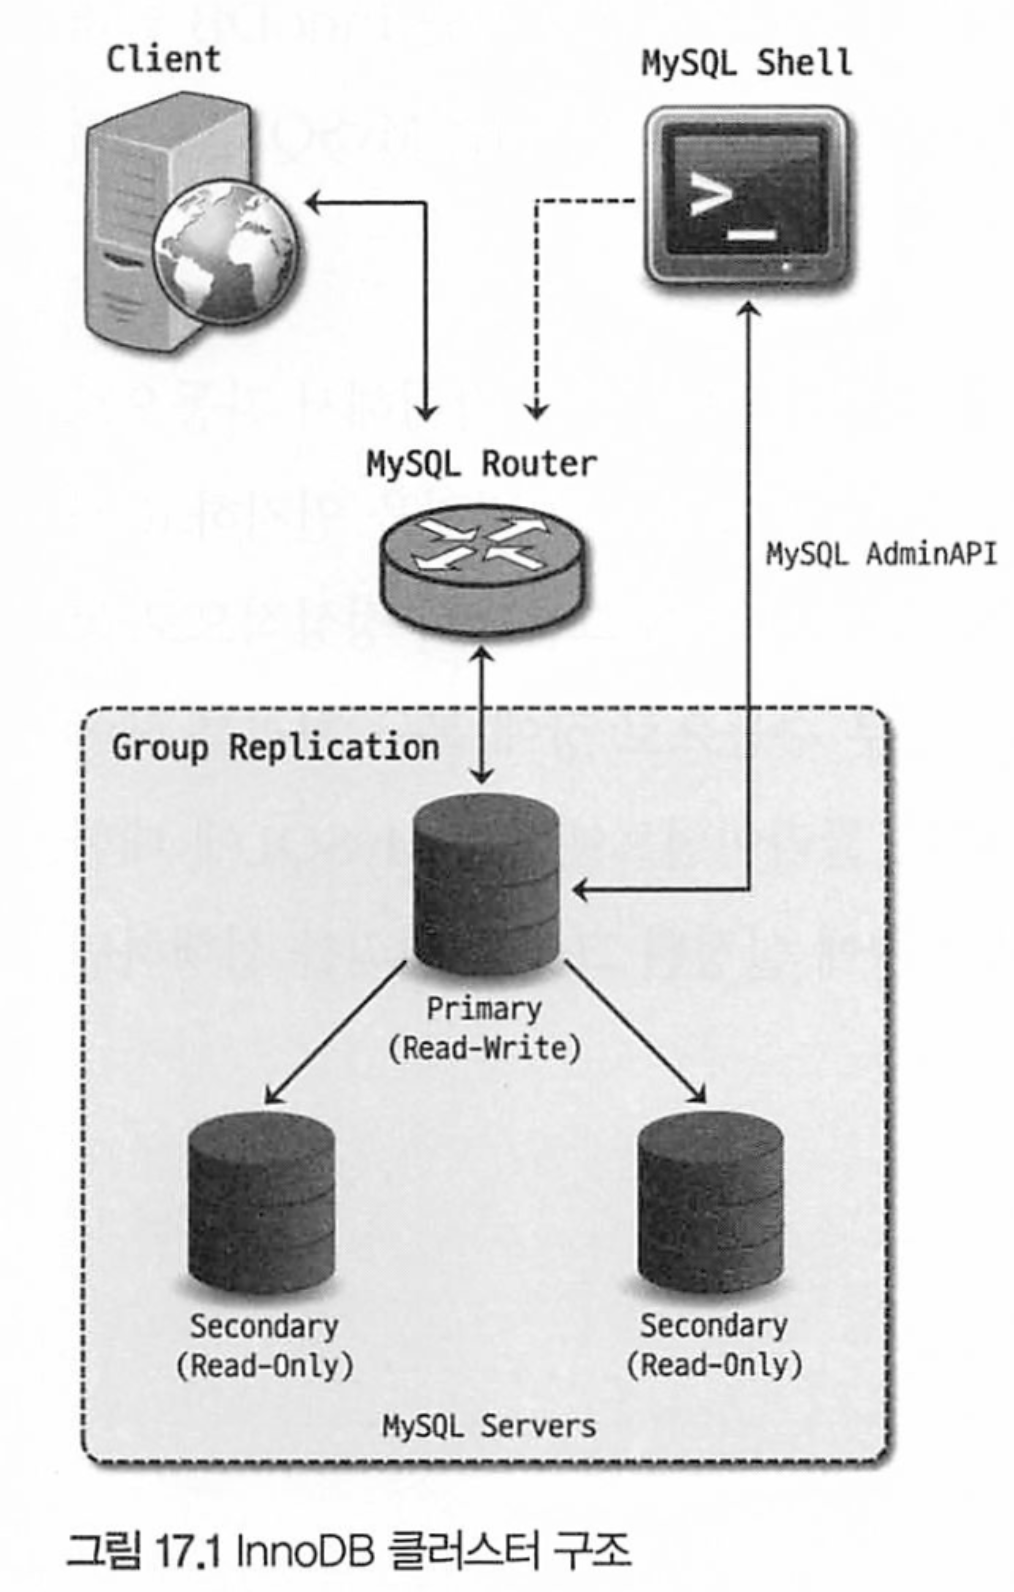 Client
MySQL Shell
>_
MySQL Router
MySQL AdminAPI
Group Replication
Primary
(Read-Write)
Secondary
(Read-Only)
Secondary
(Read-Only)
MySQL Servers
그림 17.1 InnoDB 클러스터 구조